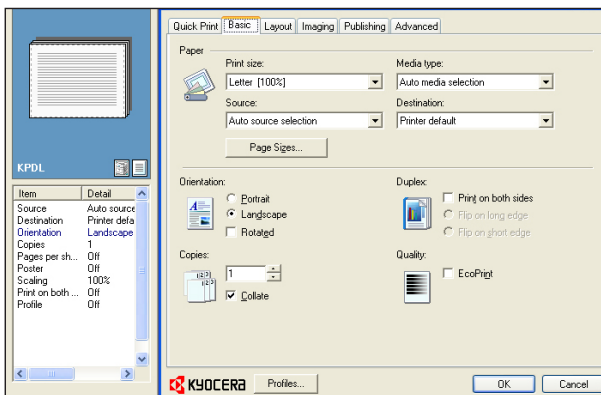 Quick Print Basic Layout Imaging Publishing Advanced
Paper
Print size: Media type:
Letter [100%] Auto media selection
Source: Destination:
Auto source selection Printer default
Page Sizes...
KPDL
Item Detail
Source Auto source
Destination Printer defa
Orientation Landscape
Copies 1
Pages per sh... Off
Poster Off
Scaling 100%
Print on both ... Off
Profile Off
Orientation:
Portrait
Landscape
Rotated
Duplex:
Print on both sides
Flip on long edge
Flip on short edge
Copies:
1
Collate
Quality:
EcoPrint
KYOCERA Profiles... OK Cancel